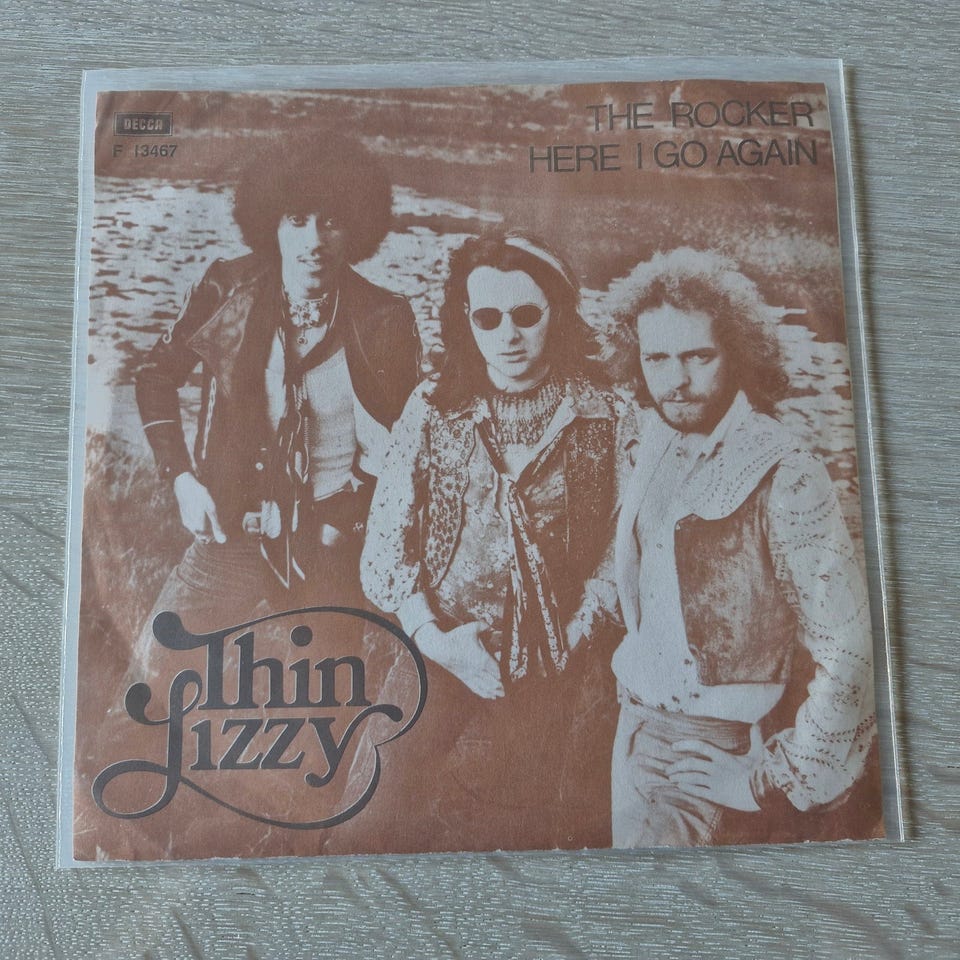 DECCA
F 13467
THE ROCKER
HERE I GO AGAIN
Thin
Lizzy